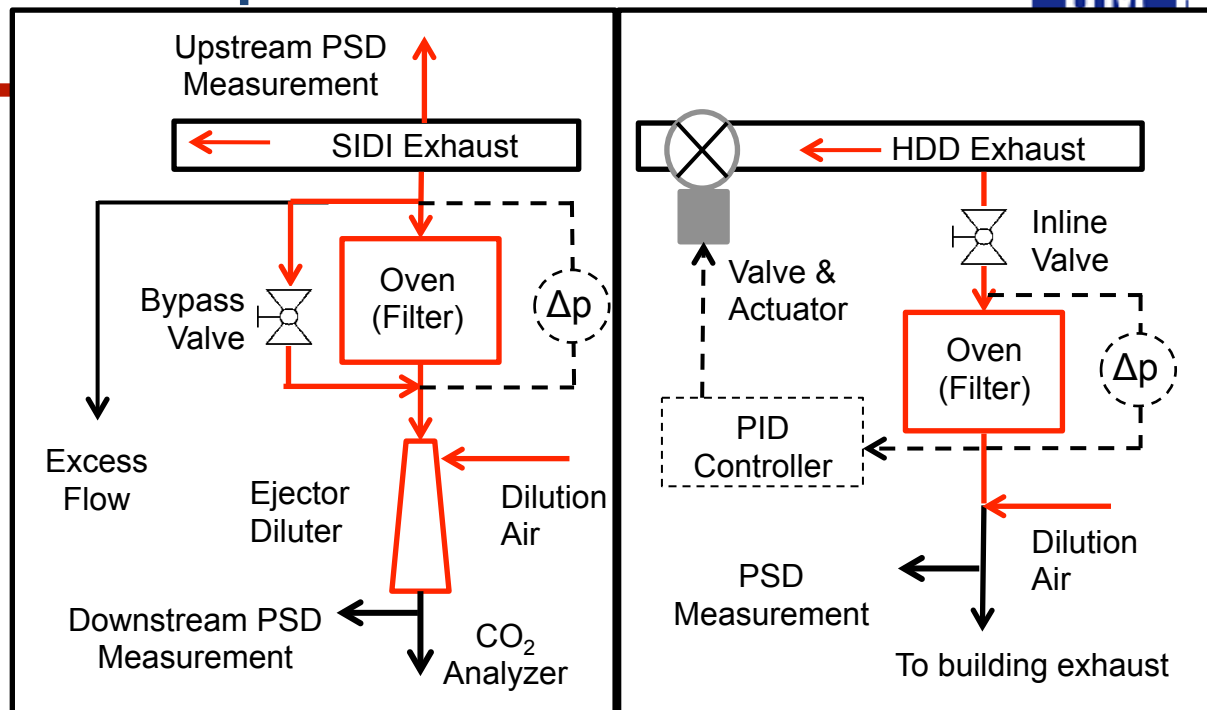 Upstream PSD
Measurement
SIDI Exhaust
Bypass
Valve
Oven
(Filter)
Δp
Excess
Flow
Ejector
Diluter
Dilution
Air
Downstream PSD
Measurement
CO2
Analyzer
HDD Exhaust
Inline
Valve
Valve &
Actuator
Oven
(Filter)
Δp
PID
Controller
Dilution
Air
PSD
Measurement
To building exhaust